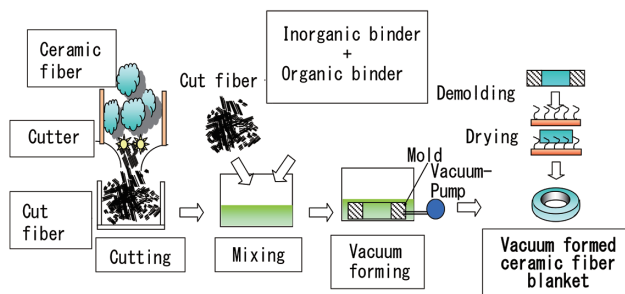 Ceramic
fiber
Cutter
Cut fiber
Cutting
Cut fiber
Inorganic binder
+
Organic binder
Mixing
Mold
Vacuum-
Pump
Vacuum
forming
Demolding
Drying
Vacuum formed
ceramic fiber
blanket